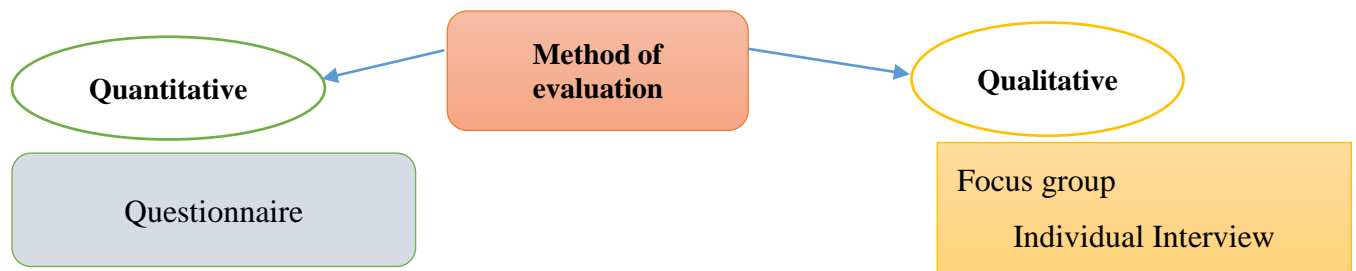 Method of
evaluation
Quantitative
Qualitative
Questionnaire
Focus group
Individual Interview